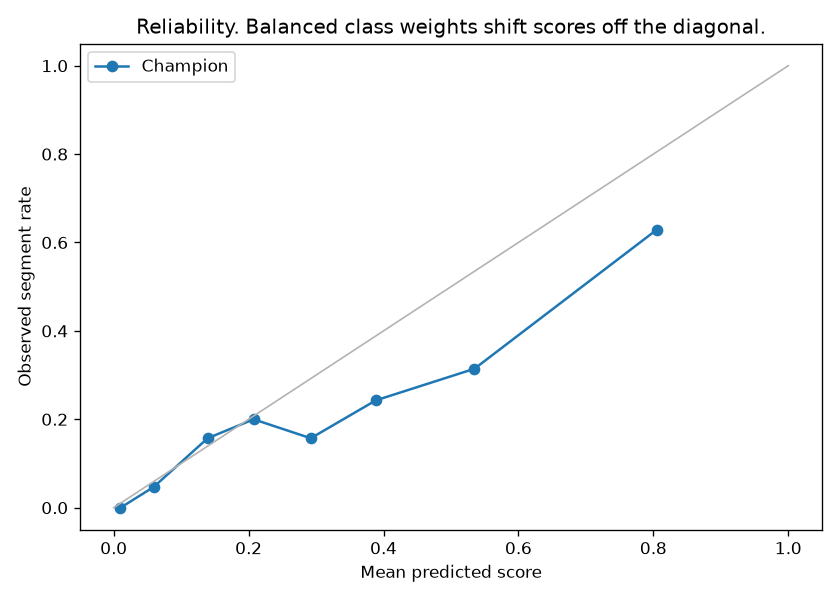 Reliability. Balanced class weights shift scores off the diagonal.
Champion
Observed segment rate
1.0
0.8
0.6
0.4
0.2
0.0
0.0 0.2 0.4 0.6 0.8 1.0
Mean predicted score